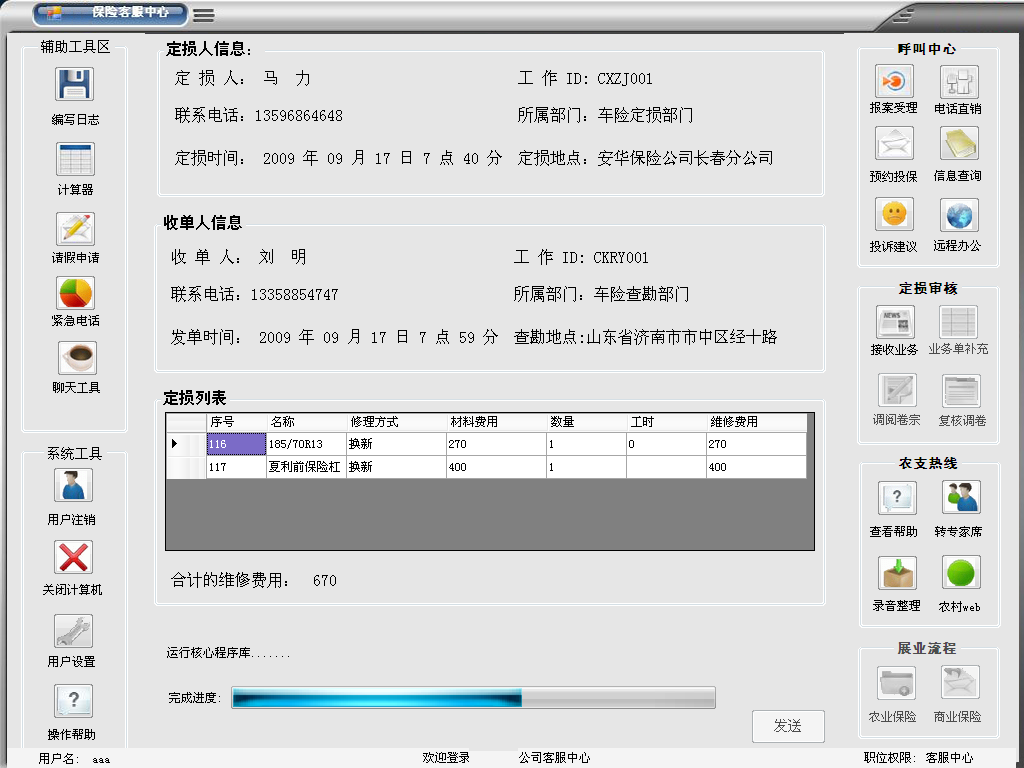 保险客服中心
辅助工具区
编写日志
计算器
请假申请
紧急电话
聊天工具
系统工具
用户注销
关闭计算机
用户设置
操作帮助
定损人信息：
定 损 人： 马 力 工 作 ID: CXZJ001
联系电话：13596864648 所属部门：车险定损部门
定损时间： 2009 年 09 月 17 日 7 点 40 分 定损地点：安华保险公司长春分公司
收单人信息
收 单 人： 刘 明 工 作 ID: CKRY001
联系电话：13358854747 所属部门：车险查勘部门
发单时间： 2009 年 09 月 17 日 7 点 59 分 查勘地点:山东省济南市市中区经十路
定损列表
序号 名称 修理方式 材料费用 数量 工时 维修费用
116 185/70R13 换新 270 1 0 270
117 夏利前保险杠 换新 400 1 400
合计的维修费用： 670
运行核心程序库.......
完成进度：
发送
呼叫中心
报案受理 电话直销
预约投保 信息查询
投诉建议 远程办公
定损审核
NEWS
接收业务 业务单补充
调阅卷宗 复核调卷
农支热线
查看帮助 转专家席
录音整理 农村web
展业流程
农业保险 商业保险
用户名： aaa 欢迎登录 公司客服中心 职位权限： 客服中心